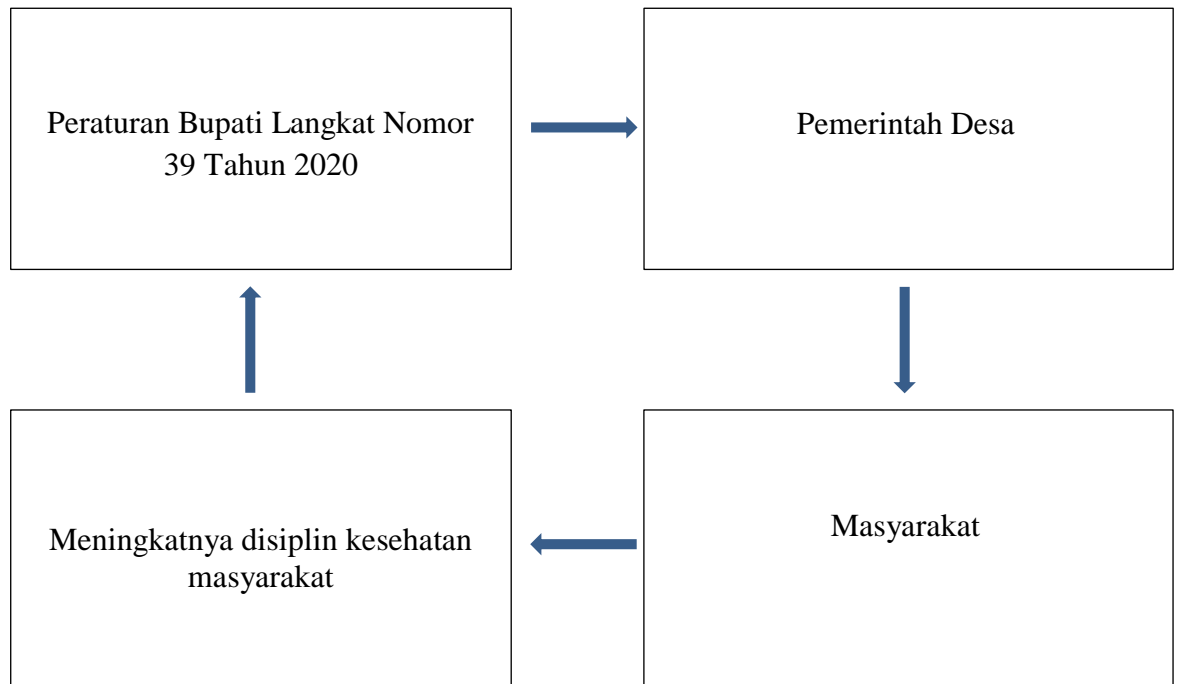 Peraturan Bupati Langkat Nomor
39 Tahun 2020
Pemerintah Desa
Masyarakat
Meningkatnya disiplin kesehatan
masyarakat